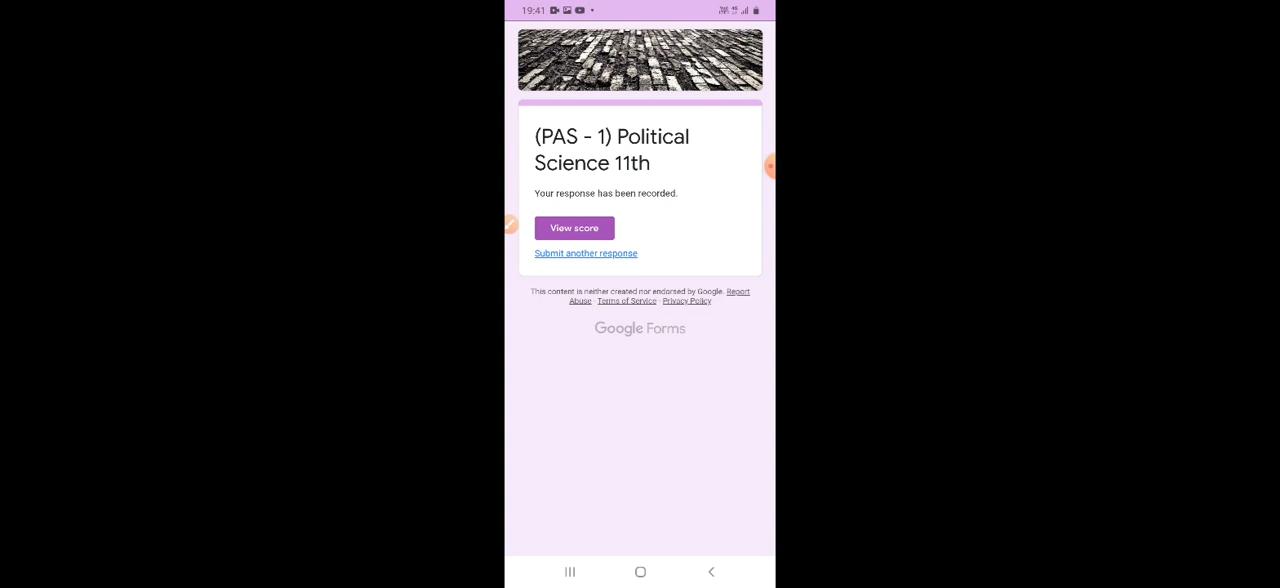 19:41
(PAS - 1) Political
Science 11th
Your response has been recorded.
View score
Submit another response
This content is neither created nor endorsed by Google. Report
Abuse · Terms of Service · Privacy Policy
Google Forms